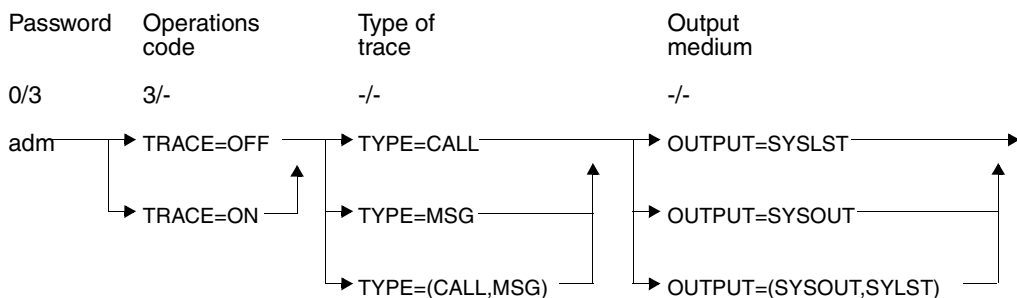 Password Operations code Type of trace Output medium
0/3 3/- -/- -/-
adm TRACE=OFF TYPE=CALL OUTPUT=SYSLST
TRACE=ON TYPE=MSG OUTPUT=SYSOUT
TYPE=(CALL,MSG) OUTPUT=(SYSOUT,SYLST)